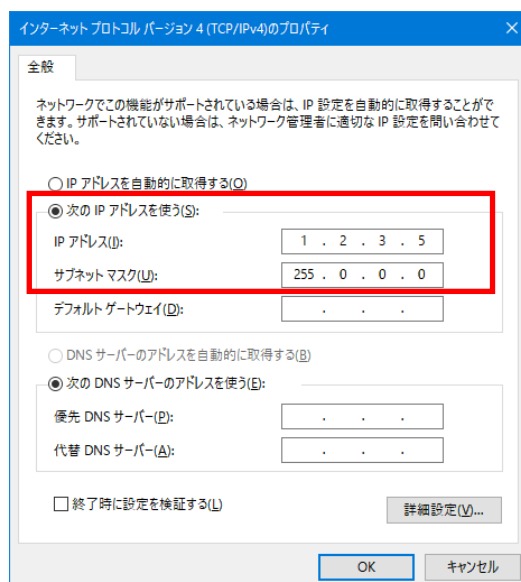 インターネット プロトコル バージョン 4 (TCP/IPv4)のプロパティ
全般
ネットワークでこの機能がサポートされている場合は、IP 設定を自動的に取得することがで
きます。サポートされていない場合は、ネットワーク管理者に適切な IP 設定を問い合わせて
ください。
IP アドレスを自動的に取得する(O)
次の IP アドレスを使う(S):
IP アドレス(I): 1 . 2 . 3 . 5
サブネット マスク(U): 255 . 0 . 0 . 0
デフォルト ゲートウェイ(D): . . .
DNS サーバーのアドレスを自動的に取得する(B)
次の DNS サーバーのアドレスを使う(E):
優先 DNS サーバー(P): . . .
代替 DNS サーバー(A): . . .
終了時に設定を検証する(L)
詳細設定(V)...
OK キャンセル